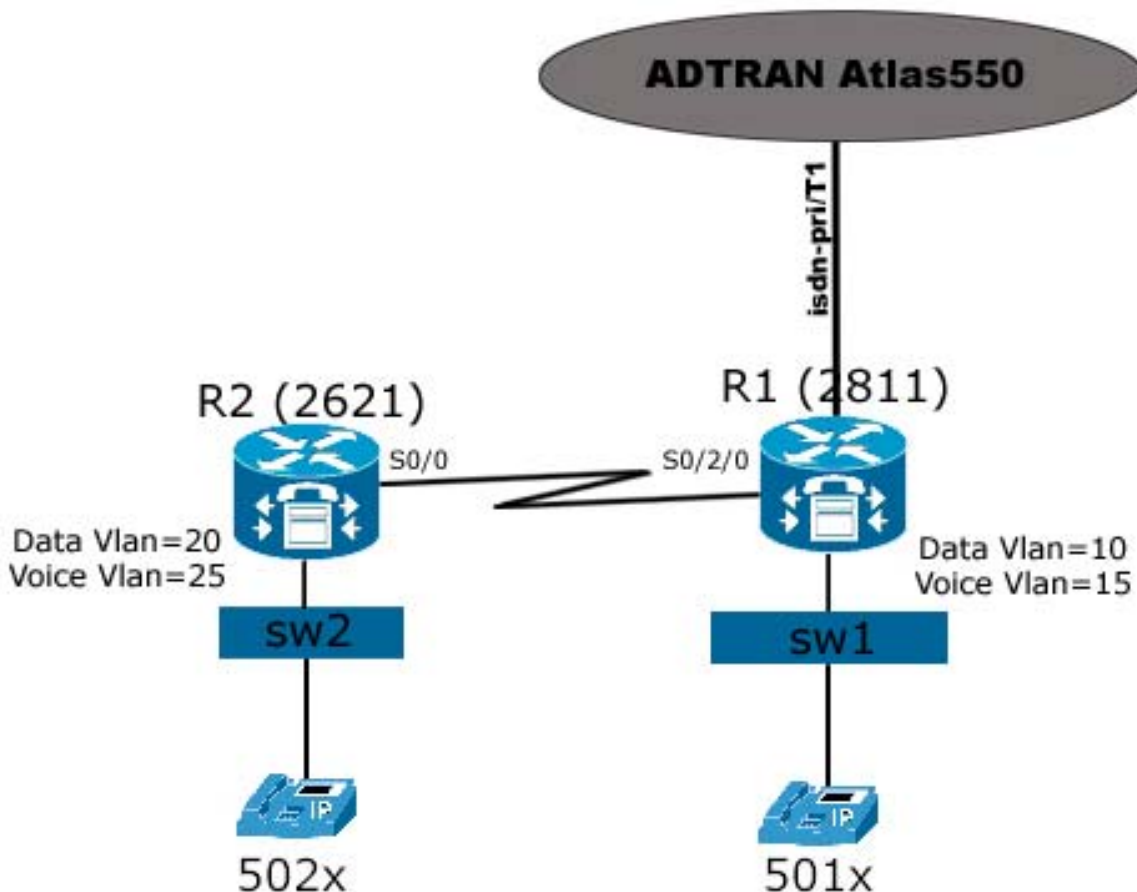 ADTRAN Atlas550
isdn-pri/T1
R2 (2621)
R1 (2811)
S0/0
S0/2/0
Data Vlan=20
Voice Vlan=25
Data Vlan=10
Voice Vlan=15
sw2
sw1
IP
IP
502x
501x